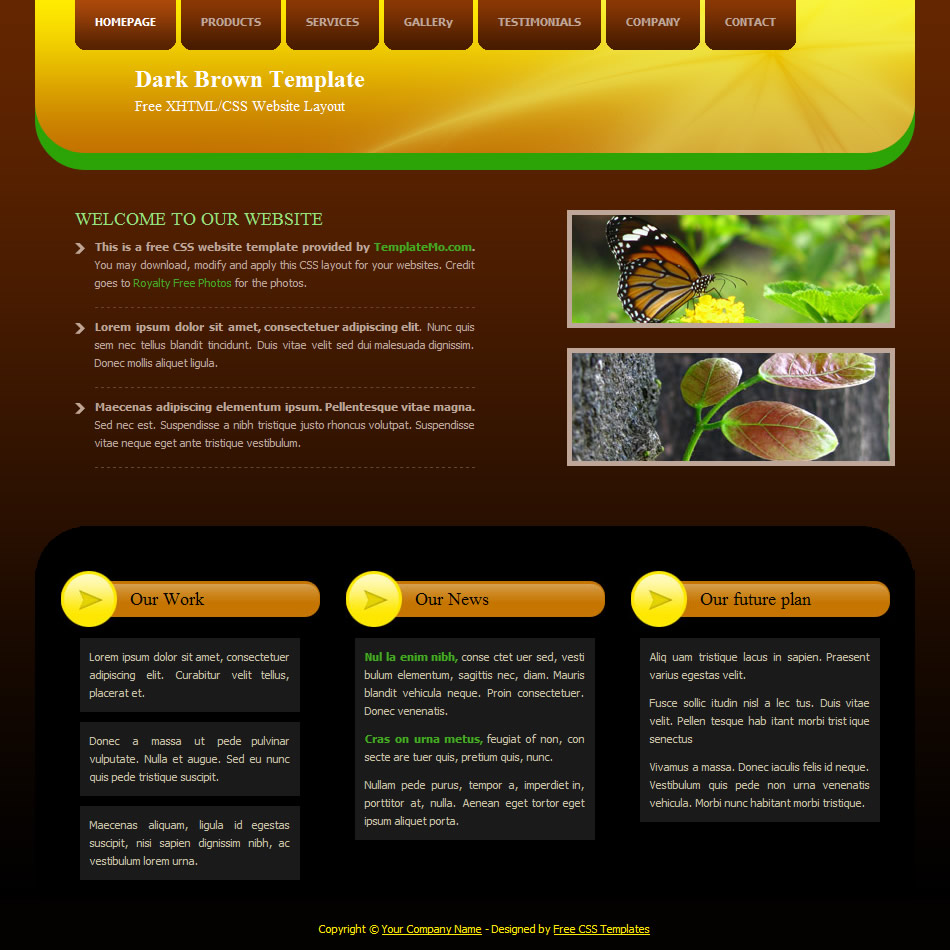 HOMEPAGE PRODUCTS SERVICES GALLERy TESTIMONIALS COMPANY CONTACT
Dark Brown Template
Free XHTML/CSS Website Layout
WELCOME TO OUR WEBSITE
This is a free CSS website template provided by TemplateMo.com.
You may download, modify and apply this CSS layout for your websites. Credit
goes to Royalty Free Photos for the photos.
Lorem ipsum dolor sit amet, consectetuer adipiscing elit. Nunc quis
sem nec tellus blandit tincidunt. Duis vitae velit sed dui malesuada dignissim.
Donec mollis aliquet ligula.
Maecenas adipiscing elementum ipsum. Pellentesque vitae magna.
Sed nec est. Suspendisse a nibh tristique justo rhoncus volutpat. Suspendisse
vitae neque eget ante tristique vestibulum.
Our Work
Lorem ipsum dolor sit amet, consectetuer
adipiscing elit. Curabitur velit tellus,
placerat et.
Donec a massa ut pede pulvinar
vulputate. Nulla et augue. Sed eu nunc
quis pede tristique suscipit.
Maecenas aliquam, ligula id egestas
suscipit, nisi sapien dignissim nibh, ac
vestibulum lorem urna.
Our News
Nul la enim nibh, conse ctet uer sed, vesti
bulum elementum, sagittis nec, diam. Mauris
blandit vehicula neque. Proin consectetuer.
Donec venenatis.
Cras on urna metus, feugiat of non, con
secte are tuer quis, pretium quis, nunc.
Nullam pede purus, tempor a, imperdiet in,
porttitor at, nulla. Aenean eget tortor eget
ipsum aliquet porta.
Our future plan
Aliq uam tristique lacus in sapien. Praesent
varius egestas velit.
Fusce sollic itudin nisl a lec tus. Duis vitae
velit. Pellen tesque hab itant morbi trist ique
senectus
Vivamus a massa. Donec iaculis felis id neque.
Vestibulum quis pede non urna venenatis
vehicula. Morbi nunc habitant morbi tristique.
Copyright © Your Company Name - Designed by Free CSS Templates